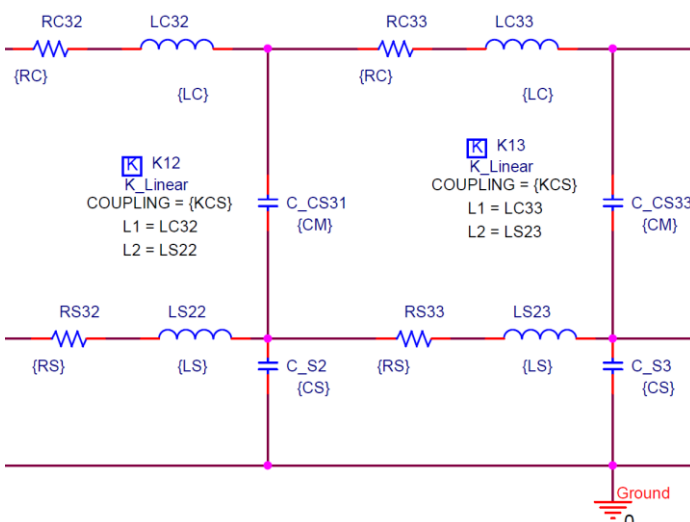 RC32
LC32
RC33
LC33
{RC}
{LC}
{RC}
{LC}
K K12
K_Linear
COUPLING = {KCS}
L1 = LC32
L2 = LS22
K K13
K_Linear
COUPLING = {KCS}
L1 = LC33
L2 = LS23
C_CS31
{CM}
C_CS33
{CM}
RS32
LS22
RS33
LS23
{RS}
{LS}
C_S2
{CS}
{RS}
{LS}
C_S3
{CS}
Ground
0